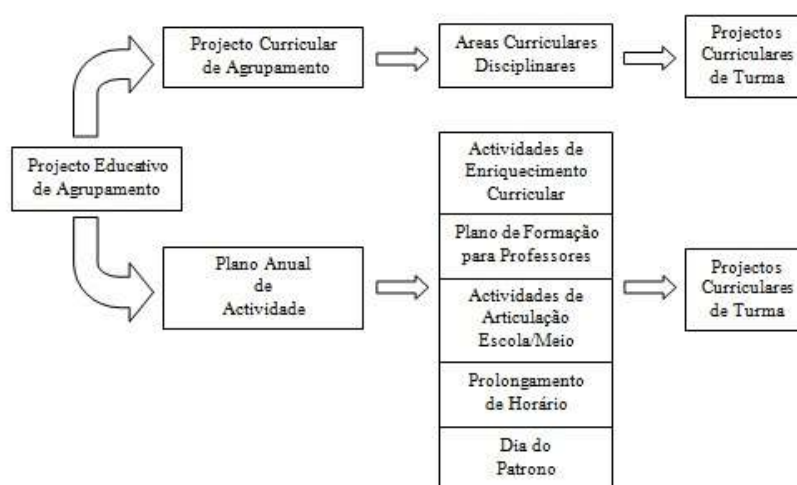 Projecto Curricular
de Agrupamento
Areas Curriculares
Disciplinares
Projectos
Curriculares
de Turma
Projecto Educativo
de Agrupamento
Plano Anual
de
Actividade
Actividades de
Enriquecimento
Curricular
Plano de Formação
para Professores
Actividades de
Articulação
Escola/Meio
Prolongamento
de Horário
Dia do
Patrono
Projectos
Curriculares
de Turma